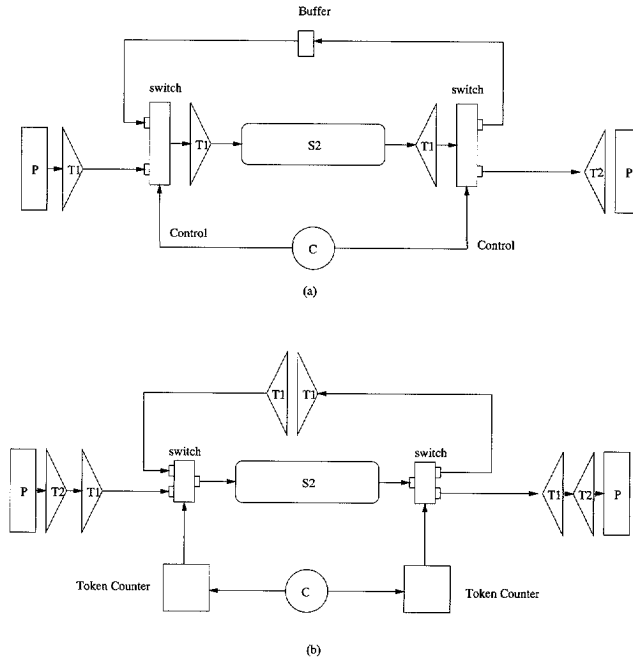 Buffer
switch
switch
T1
S2
T1
P
T1
T2
P
Control
C
Control
(a)
T1
T1
switch
switch
S2
P
T2
T1
T1
T2
P
Token Counter
C
Token Counter
(b)